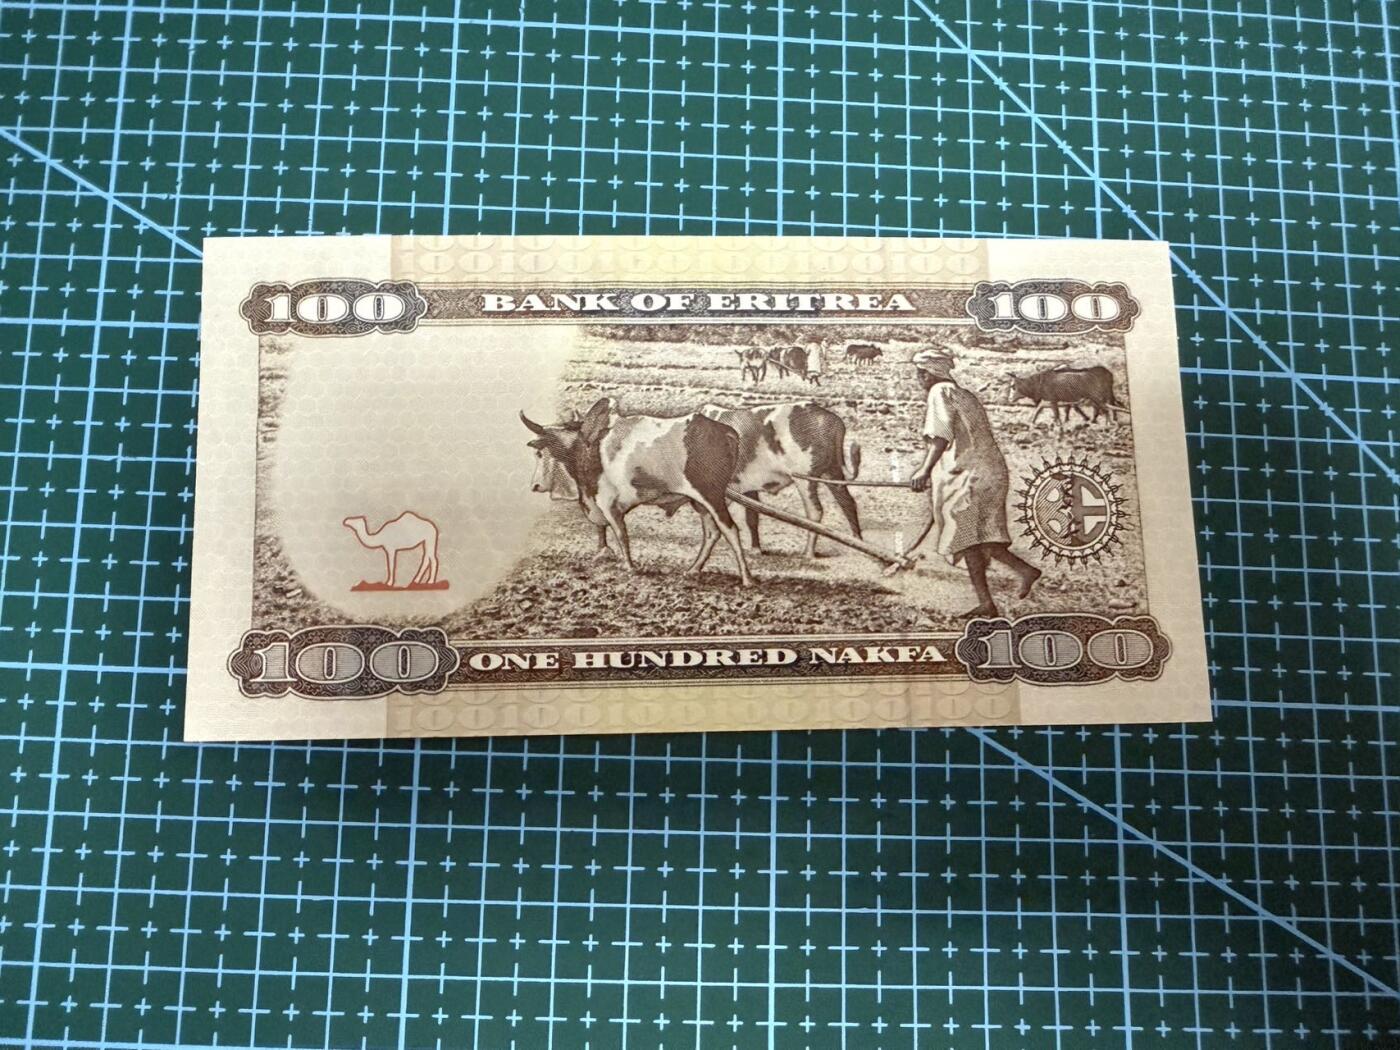 100 BANK OF ERITREA 100
100 ONE HUNDRED NAKFA 100